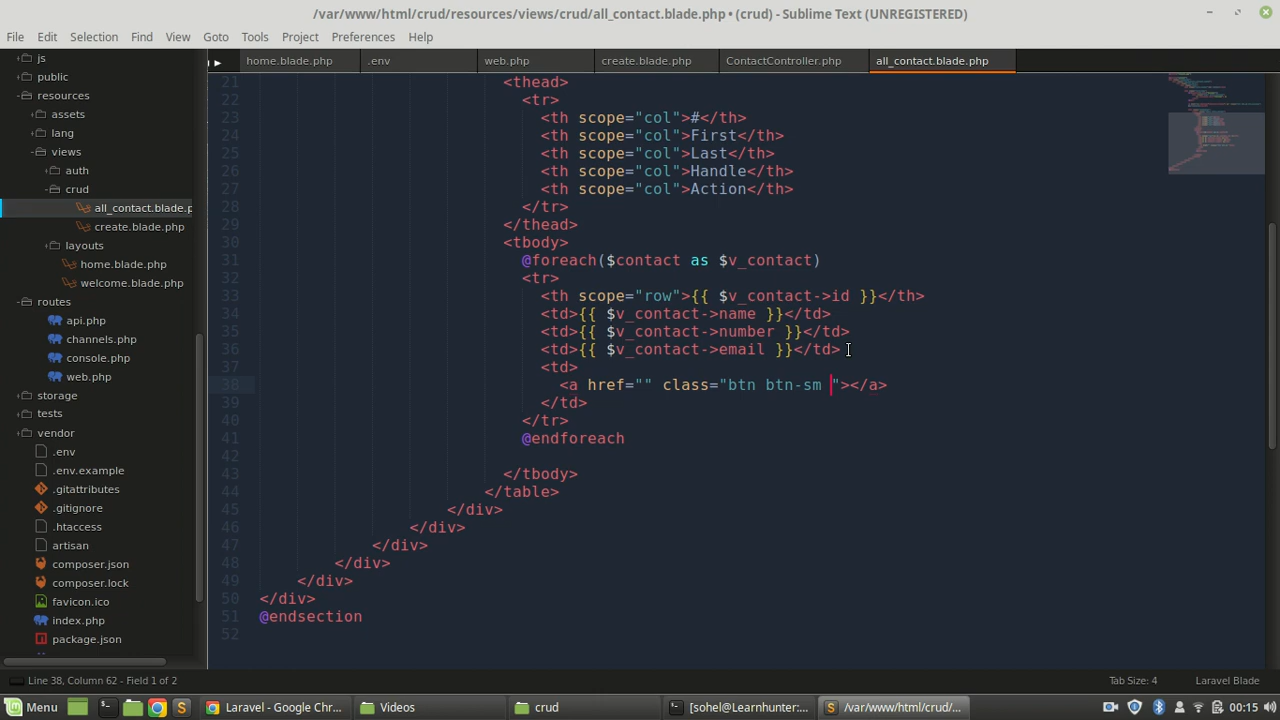 /var/www/html/crud/resources/views/crud/all_contact.blade.php • (crud) - Sublime Text (UNREGISTERED)
File Edit Selection Find View Goto Tools Project Preferences Help
home.blade.php .env web.php create.blade.php ContactController.php all_contact.blade.php
js
public
resources
assets
lang
views
auth
crud
all_contact.blade.p
create.blade.php
layouts
home.blade.php
welcome.blade.php
routes
api.php
channels.php
console.php
web.php
storage
tests
vendor
.env
.env.example
.gitattributes
.gitignore
.htaccess
artisan
composer.json
composer.lock
favicon.ico
index.php
package.json
21 <thead>
22 <tr>
23 <th scope="col">#</th>
24 <th scope="col">First</th>
25 <th scope="col">Last</th>
26 <th scope="col">Handle</th>
27 <th scope="col">Action</th>
28 </tr>
29 </thead>
30 <tbody>
31 @foreach($contact as $v_contact)
32 <tr>
33 <th scope="row">{{ $v_contact->id }}</th>
34 <td>{{ $v_contact->name }}</td>
35 <td>{{ $v_contact->number }}</td>
36 <td>{{ $v_contact->email }}</td>
37 <td>
38 <a href="" class="btn btn-sm "></a>
39 </td>
40 </tr>
41 @endforeach
42
43 </tbody>
44 </table>
45 </div>
46 </div>
47 </div>
48 </div>
49 </div>
50 </div>
51 @endsection
52
Line 38, Column 62 - Field 1 of 2 Tab Size: 4 Laravel Blade
Menu Laravel - Google Chr... Videos crud [sohel@Learnhunter:... /var/www/html/crud/... 00:15